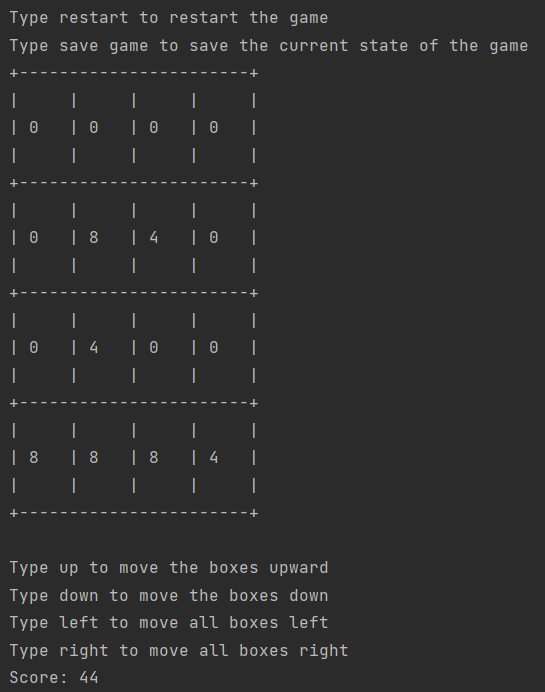 Type restart to restart the game
Type save game to save the current state of the game
+-----------------------+
|     |     |     |     |
| 0   | 0   | 0   | 0   |
|     |     |     |     |
+-----------------------+
|     |     |     |     |
| 0   | 8   | 4   | 0   |
|     |     |     |     |
+-----------------------+
|     |     |     |     |
| 0   | 4   | 0   | 0   |
|     |     |     |     |
+-----------------------+
|     |     |     |     |
| 8   | 8   | 8   | 4   |
|     |     |     |     |
+-----------------------+
Type up to move the boxes upward
Type down to move the boxes down
Type left to move all boxes left
Type right to move all boxes right
Score: 44